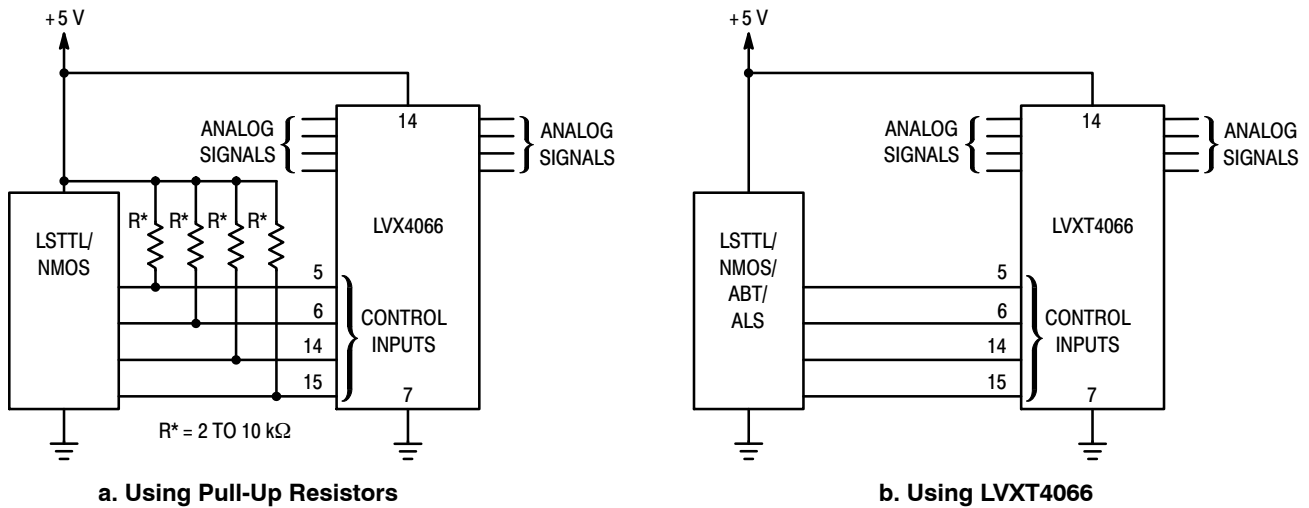 +5 V
14
ANALOG
SIGNALS
ANALOG
SIGNALS
R* R* R* R*
LSTTL/
NMOS
LVX4066
5
6
14
15
CONTROL
INPUTS
7
R* = 2 TO 10 kΩ
a. Using Pull-Up Resistors
+5 V
14
ANALOG
SIGNALS
ANALOG
SIGNALS
LSTTL/
NMOS/
ABT/
ALS
LVXT4066
5
6
14
15
CONTROL
INPUTS
7
b. Using LVXT4066